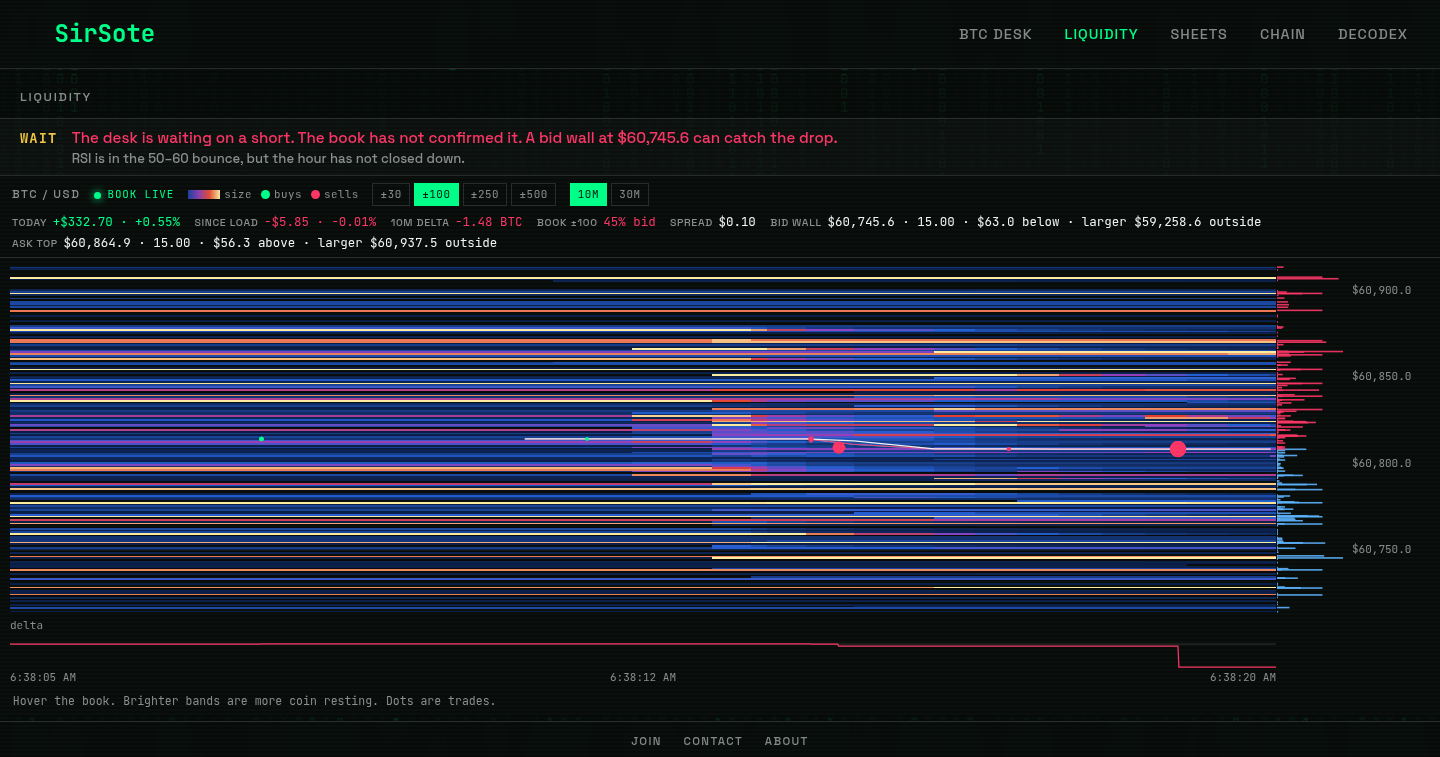 SirSote
BTC DESK LIQUIDITY SHEETS CHAIN DECODEX
LIQUIDITY
WAIT The desk is waiting on a short. The book has not confirmed it. A bid wall at $60,745.6 can catch the drop.
RSI is in the 50–60 bounce, but the hour has not closed down.
BTC / USD BOOK LIVE size buys sells ±30 ±100 ±250 ±500 10M 30M
TODAY +$332.70 · +0.55% SINCE LOAD -$5.85 · -0.01% 10M DELTA -1.48 BTC BOOK ±100 45% bid SPREAD $0.10 BID WALL $60,745.6 · 15.00 · $63.0 below · larger $59,258.6 outside
ASK TOP $60,864.9 · 15.00 · $56.3 above · larger $60,937.5 outside
$60,900.0
$60,850.0
$60,800.0
$60,750.0
delta
6:38:05 AM 6:38:12 AM 6:38:20 AM
Hover the book. Brighter bands are more coin resting. Dots are trades.
JOIN CONTACT ABOUT